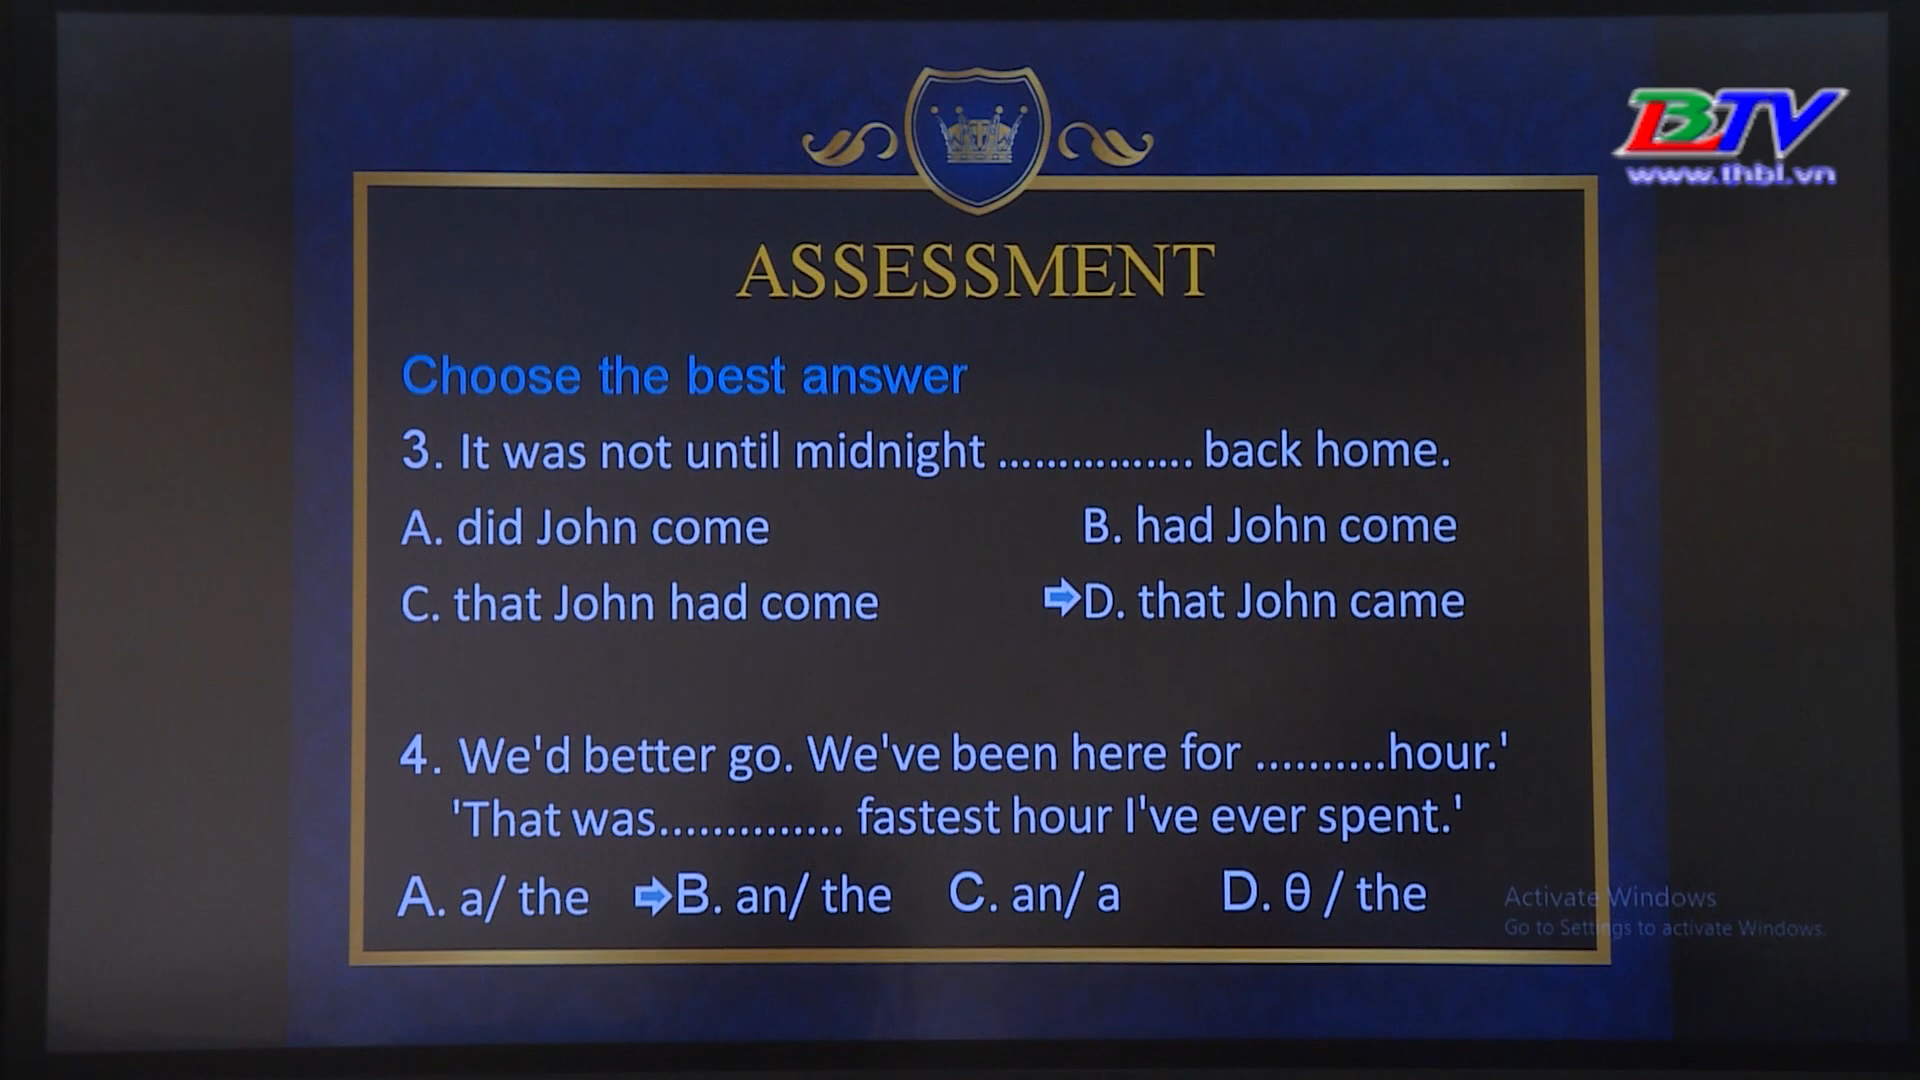 BTV
www.thbl.vn
ASSESSMENT
Choose the best answer
3. It was not until midnight ................ back home.
A. did John come B. had John come
C. that John had come D. that John came
4. We'd better go. We've been here for ..........hour.'
'That was.............. fastest hour I've ever spent.'
A. a/ the B. an/ the C. an/ a D. θ / the
Activate Windows
Go to Settings to activate Windows.